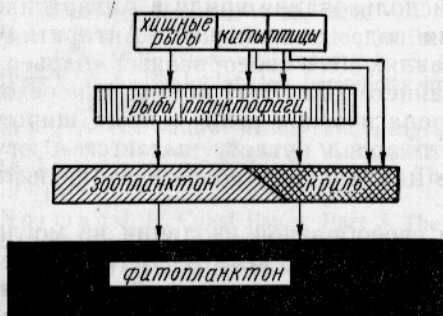 хищные рыбы
киты
птицы
рыбы планктофаги
зоопланктон
криль
фитопланктон